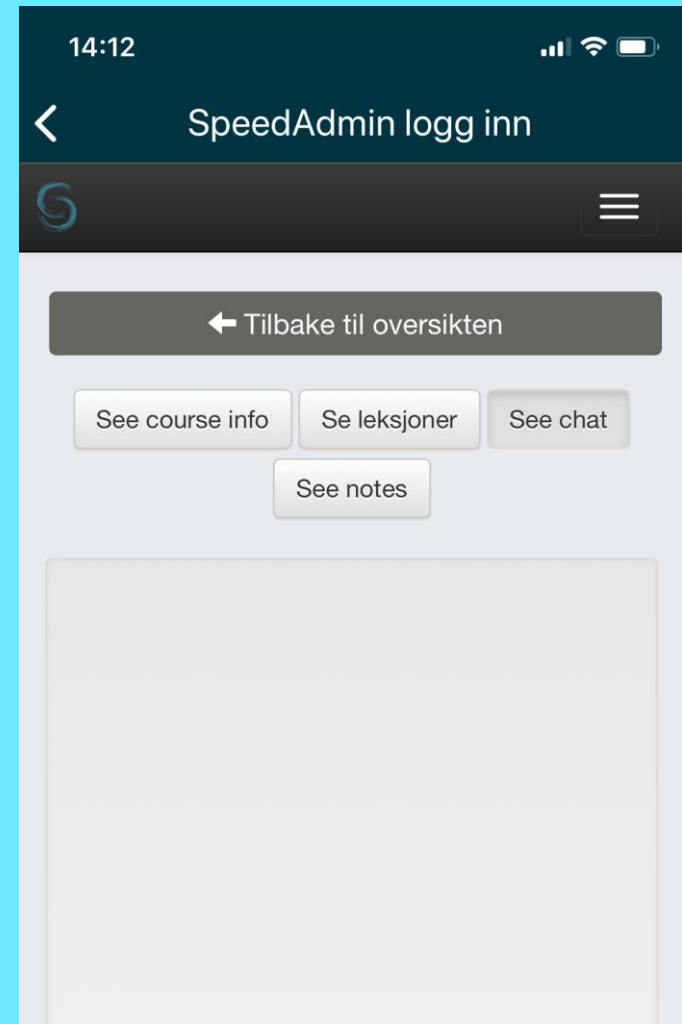 14:12
SpeedAdmin logg inn
Tilbake til oversikten
See course info Se leksjoner See chat
See notes